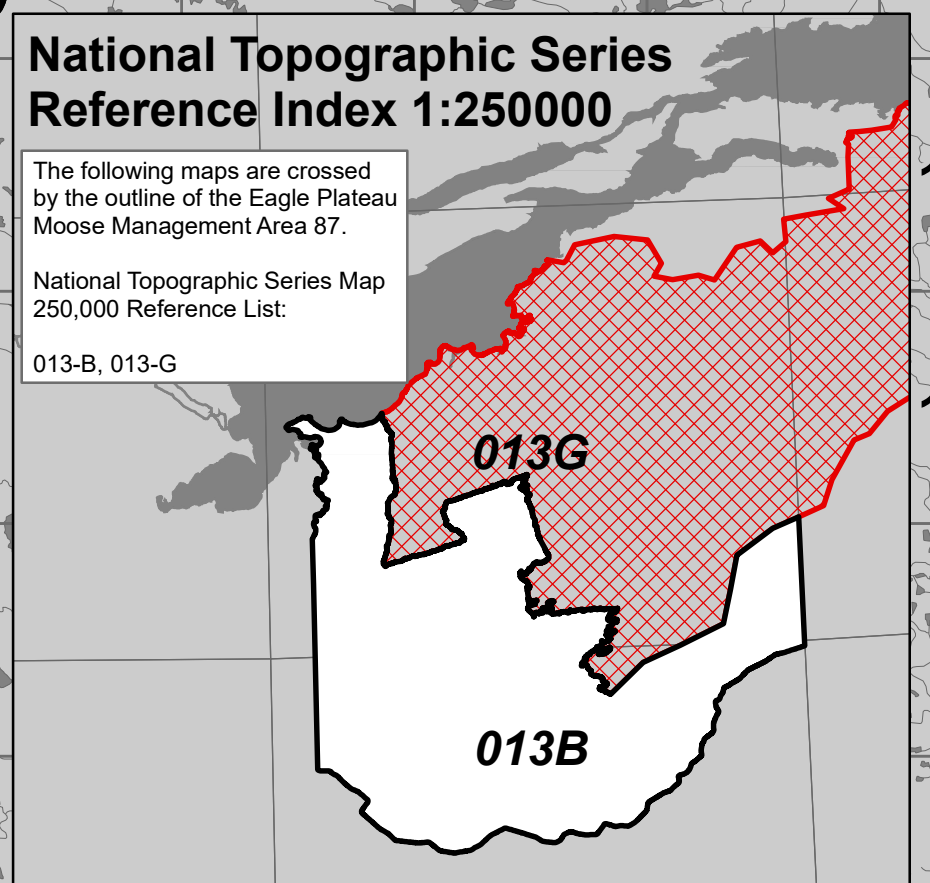 National Topographic Series
Reference Index 1:250000
The following maps are crossed
by the outline of the Eagle Plateau
Moose Management Area 87.
National Topographic Series Map
250,000 Reference List:
013-B, 013-G
013G
013B